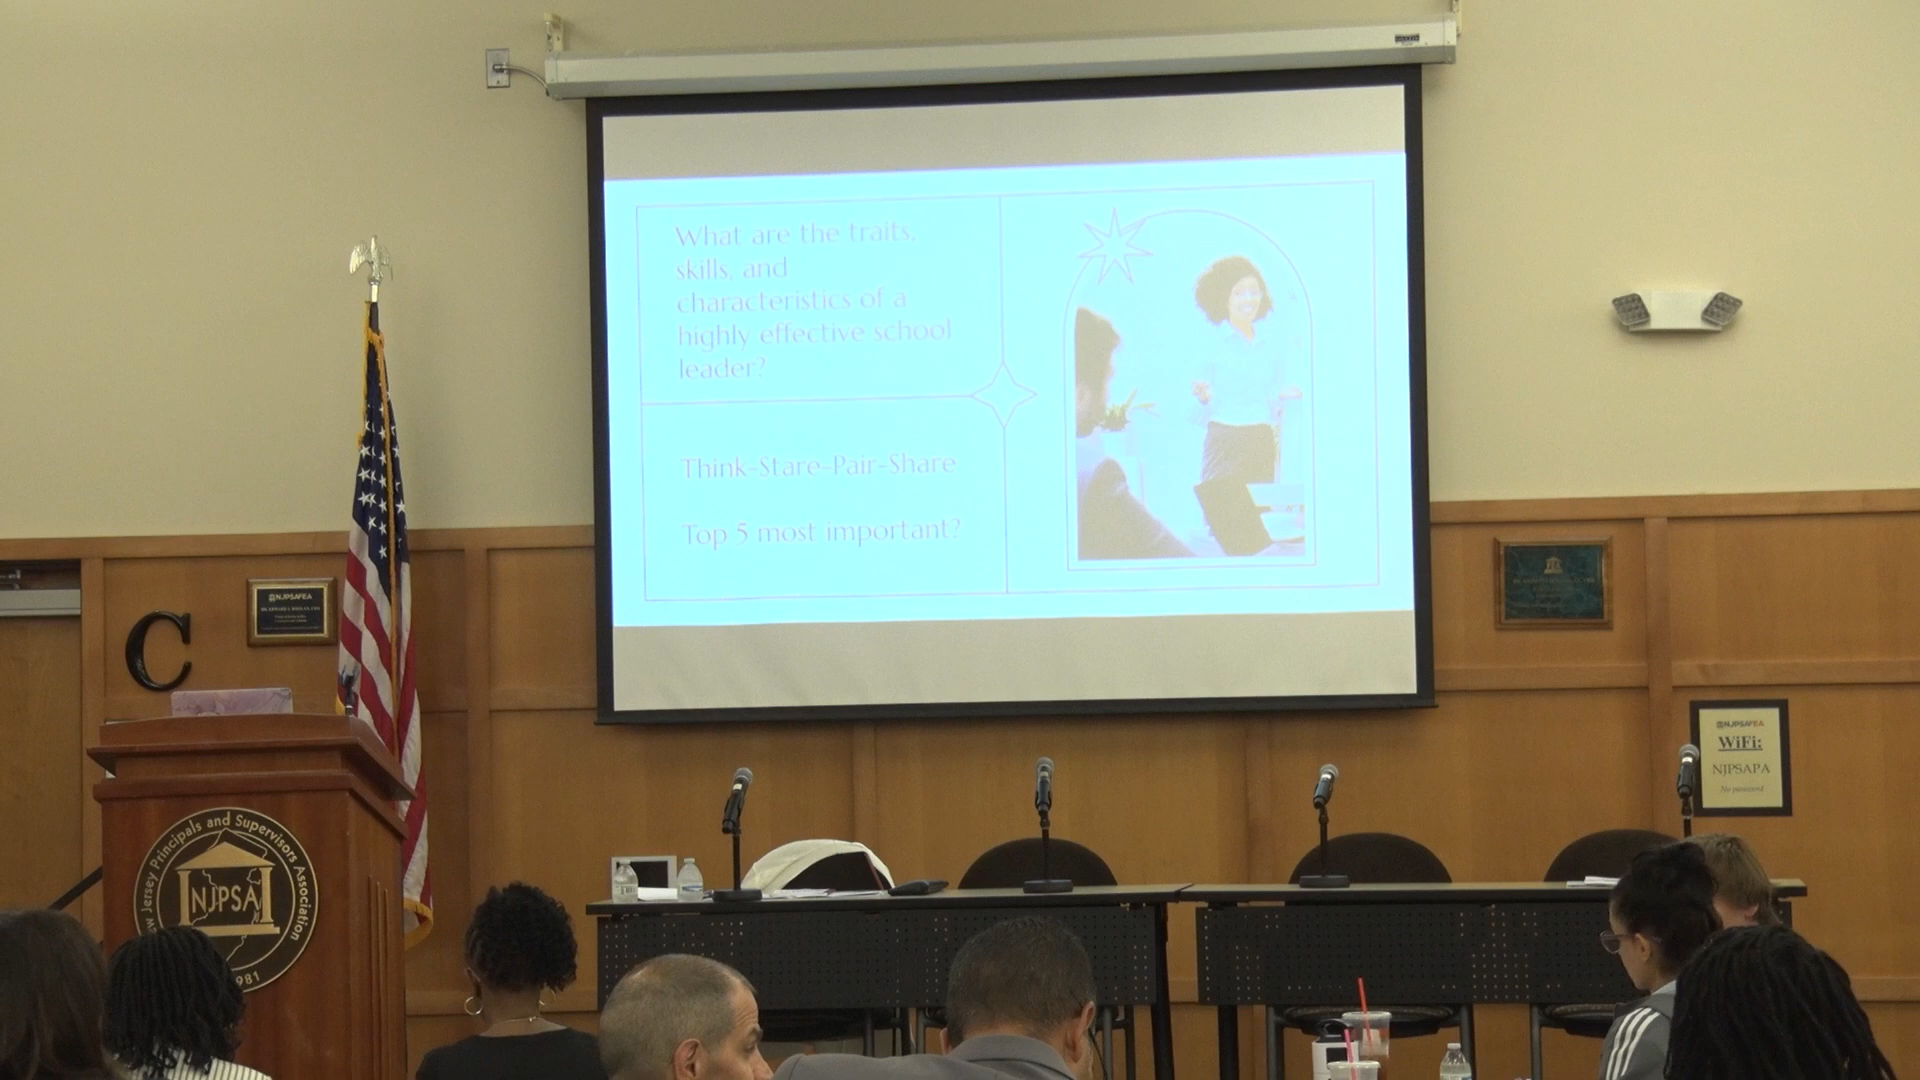 What are the traits,
skills, and
characteristics of a
highly effective school
leader?
Think-Stare-Pair-Share
Top 5 most important?
NJPSAFEA
C
New Jersey Principals and Supervisors Association
NJPSA
1981
NJPSAFEA
WiFi:
NJPSAPA
No password